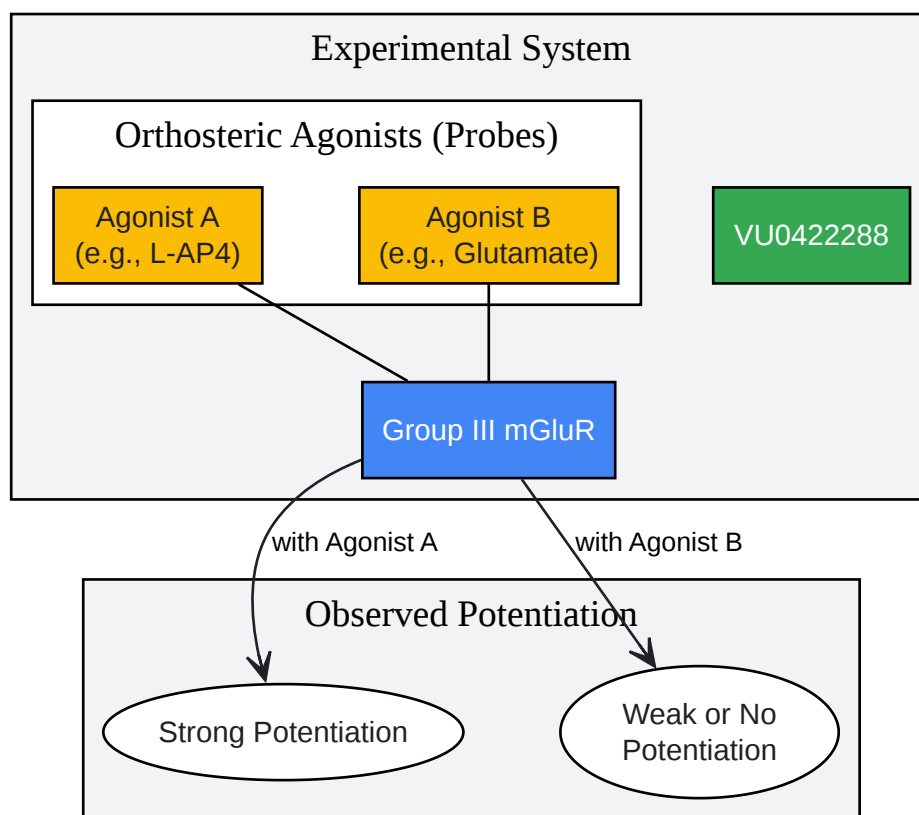 Experimental System
Orthosteric Agonists (Probes)
Agonist A
(e.g., L-AP4)
Agonist B
(e.g., Glutamate)
VU0422288
Group III mGluR
with Agonist A
with Agonist B
Observed Potentiation
Strong Potentiation
Weak or No
Potentiation